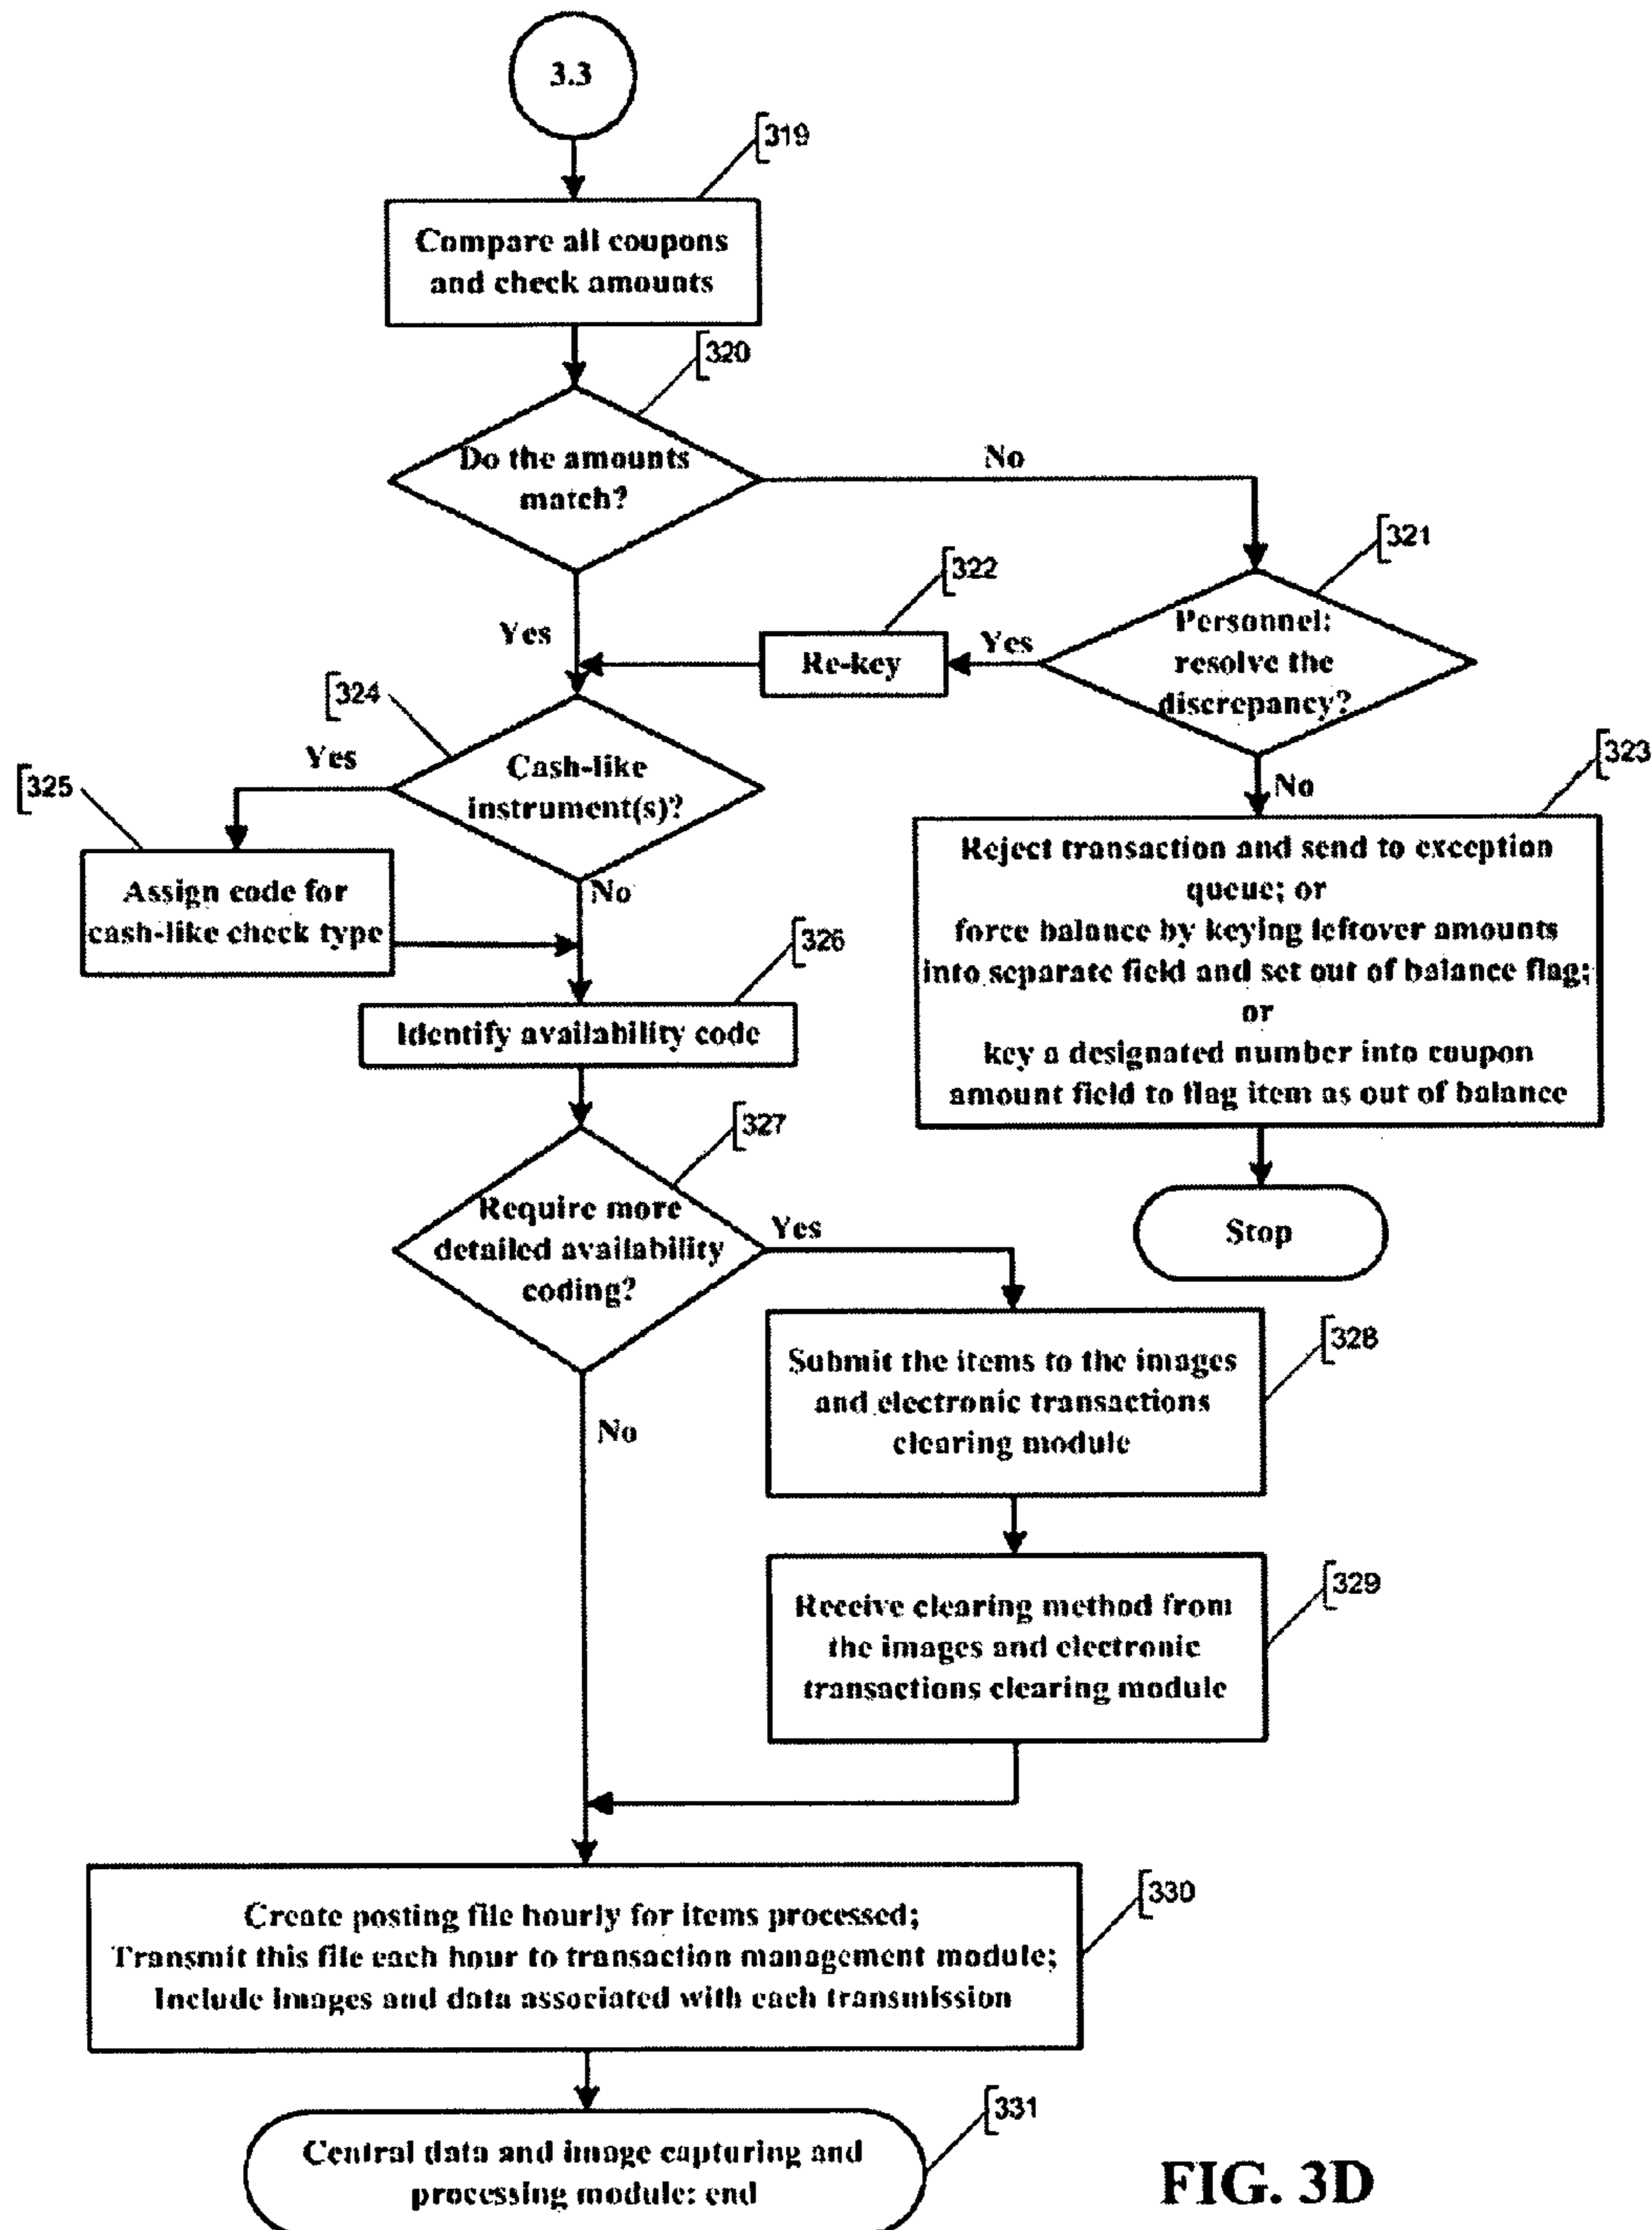 3.3
319
Compare all coupons
and check amounts
320
Do the amounts
match?
No
321
322
Personnel:
resolve the
discrepancy?
Yes
Re-key
Yes
324
Cash-like
instrument(s)?
Yes
325
Assign code for
cash-like check type
No
No
323
Reject transaction and send to exception
queue; or
force balance by keying leftover amounts
into separate field and set out of balance flag;
or
key a designated number into coupon
amount field to flag item as out of balance
Stop
326
Identify availability code
327
Require more
detailed availability
coding?
Yes
328
Submit the items to the images
and electronic transactions
clearing module
No
329
Receive clearing method from
the images and electronic
transactions clearing module
330
Create posting file hourly for items processed;
Transmit this file each hour to transaction management module;
Include images and data associated with each transmission
331
Central data and image capturing and
processing module: end
FIG. 3D